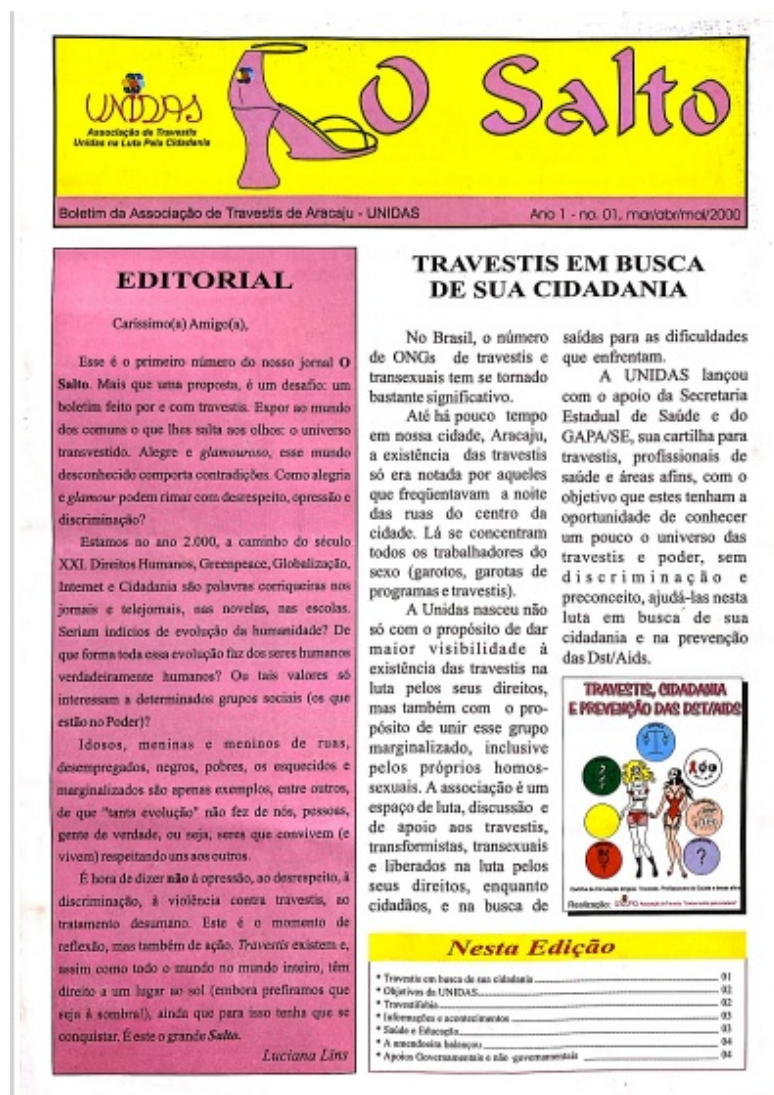 UNIDAS
Associação de Travestis
Unidas na Luta Pela Cidadania
O Salto
Boletim da Associação de Travestis de Aracaju - UNIDAS
Ano 1 - no. 01, mar/abr/mai/2000
EDITORIAL
Caríssimo(a) Amigo(a),
Esse é o primeiro número do nosso jornal O
Salto. Mais que uma proposta, é um desafio: um
boletim feito por e com travestis. Expor ao mundo
dos comuns o que lhes salta aos olhos: o universo
transvestido. Alegre e glamouroso, esse mundo
desconhecido comporta contradições. Como alegria
e glamour podem rimar com desrespeito, opressão e
discriminação?
Estamos no ano 2.000, a caminho do século
XXI. Direitos Humanos, Greenpeace, Globalização,
Internet e Cidadania são palavras corriqueiras nos
jornais e telejornais, nas novelas, nas escolas.
Seriam indícios de evolução da humanidade? De
que forma toda essa evolução faz dos seres humanos
verdadeiramente humanos? Ou tais valores só
interessam a determinados grupos sociais (os que
estão no Poder)?
Idosos, meninas e meninos de ruas,
desempregados, negros, pobres, os esquecidos e
marginalizados são apenas exemplos, entre outros,
de que "tanta evolução" não fez de nós, pessoas,
gente de verdade, ou seja, seres que convivem (e
vivem) respeitando uns aos outros.
É hora de dizer não à opressão, ao desrespeito, à
discriminação, à violência contra travestis, ao
tratamento desumano. Este é o momento de
reflexão, mas também de ação. Travestis existem e,
assim como todo o mundo no mundo inteiro, têm
direito a um lugar ao sol (embora prefiramos que
seja à sombra!), ainda que para isso tenha que se
conquistar. É este o grande Salto.
Luciana Lins
TRAVESTIS EM BUSCA
DE SUA CIDADANIA
No Brasil, o número
de ONGs de travestis e
transexuais tem se tornado
bastante significativo.
Até há pouco tempo
em nossa cidade, Aracaju,
a existência das travestis
só era notada por aqueles
que freqüentavam a noite
das ruas do centro da
cidade. Lá se concentram
todos os trabalhadores do
sexo (garotos, garotas de
programas e travestis).
A Unidas nasceu não
só com o propósito de dar
maior visibilidade à
existência das travestis na
luta pelos seus direitos,
mas também com o pro-
pósito de unir esse grupo
marginalizado, inclusive
pelos próprios homos-
sexuais. A associação é um
espaço de luta, discussão e
de apoio aos travestis,
transformistas, transexuais
e liberados na luta pelos
seus direitos, enquanto
cidadãos, e na busca de
saídas para as dificuldades
que enfrentam.
A UNIDAS lançou
com o apoio da Secretaria
Estadual de Saúde e do
GAPA/SE, sua cartilha para
travestis, profissionais de
saúde e áreas afins, com o
objetivo que estes tenham a
oportunidade de conhecer
um pouco o universo das
travestis e poder, sem
discriminação e
preconceito, ajudá-las nesta
luta em busca de sua
cidadania e na prevenção
das Dst/Aids.
TRAVESTIS, CIDADANIA
E PREVENÇÃO DAS DST/AIDS
?
Realização: UNIDAS
Nesta Edição
* Travestis em busca de sua cidadania 01
* Objetivos da UNIDAS 02
* Travestifobia 02
* Informações e acontecimentos 03
* Saúde e Educação 03
* A amendoeira balançou 04
* Apoios Governamentais e não governamentais 04